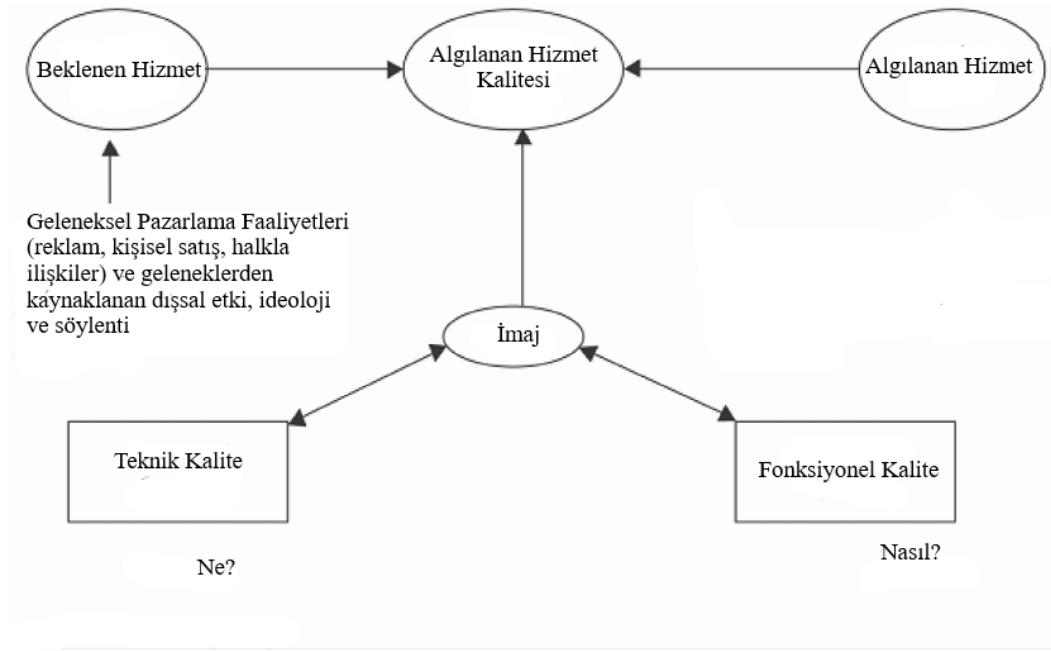 Beklenen Hizmet
Algılanan Hizmet
Kalitesi
Algılanan Hizmet
Geleneksel Pazarlama Faaliyetleri
(reklam, kişisel satış, halkla
ilişkiler) ve geleneklerden
kaynaklanan dışsal etki, ideoloji
ve söylenti
İmaj
Teknik Kalite
Fonksiyonel Kalite
Ne?
Nasıl?